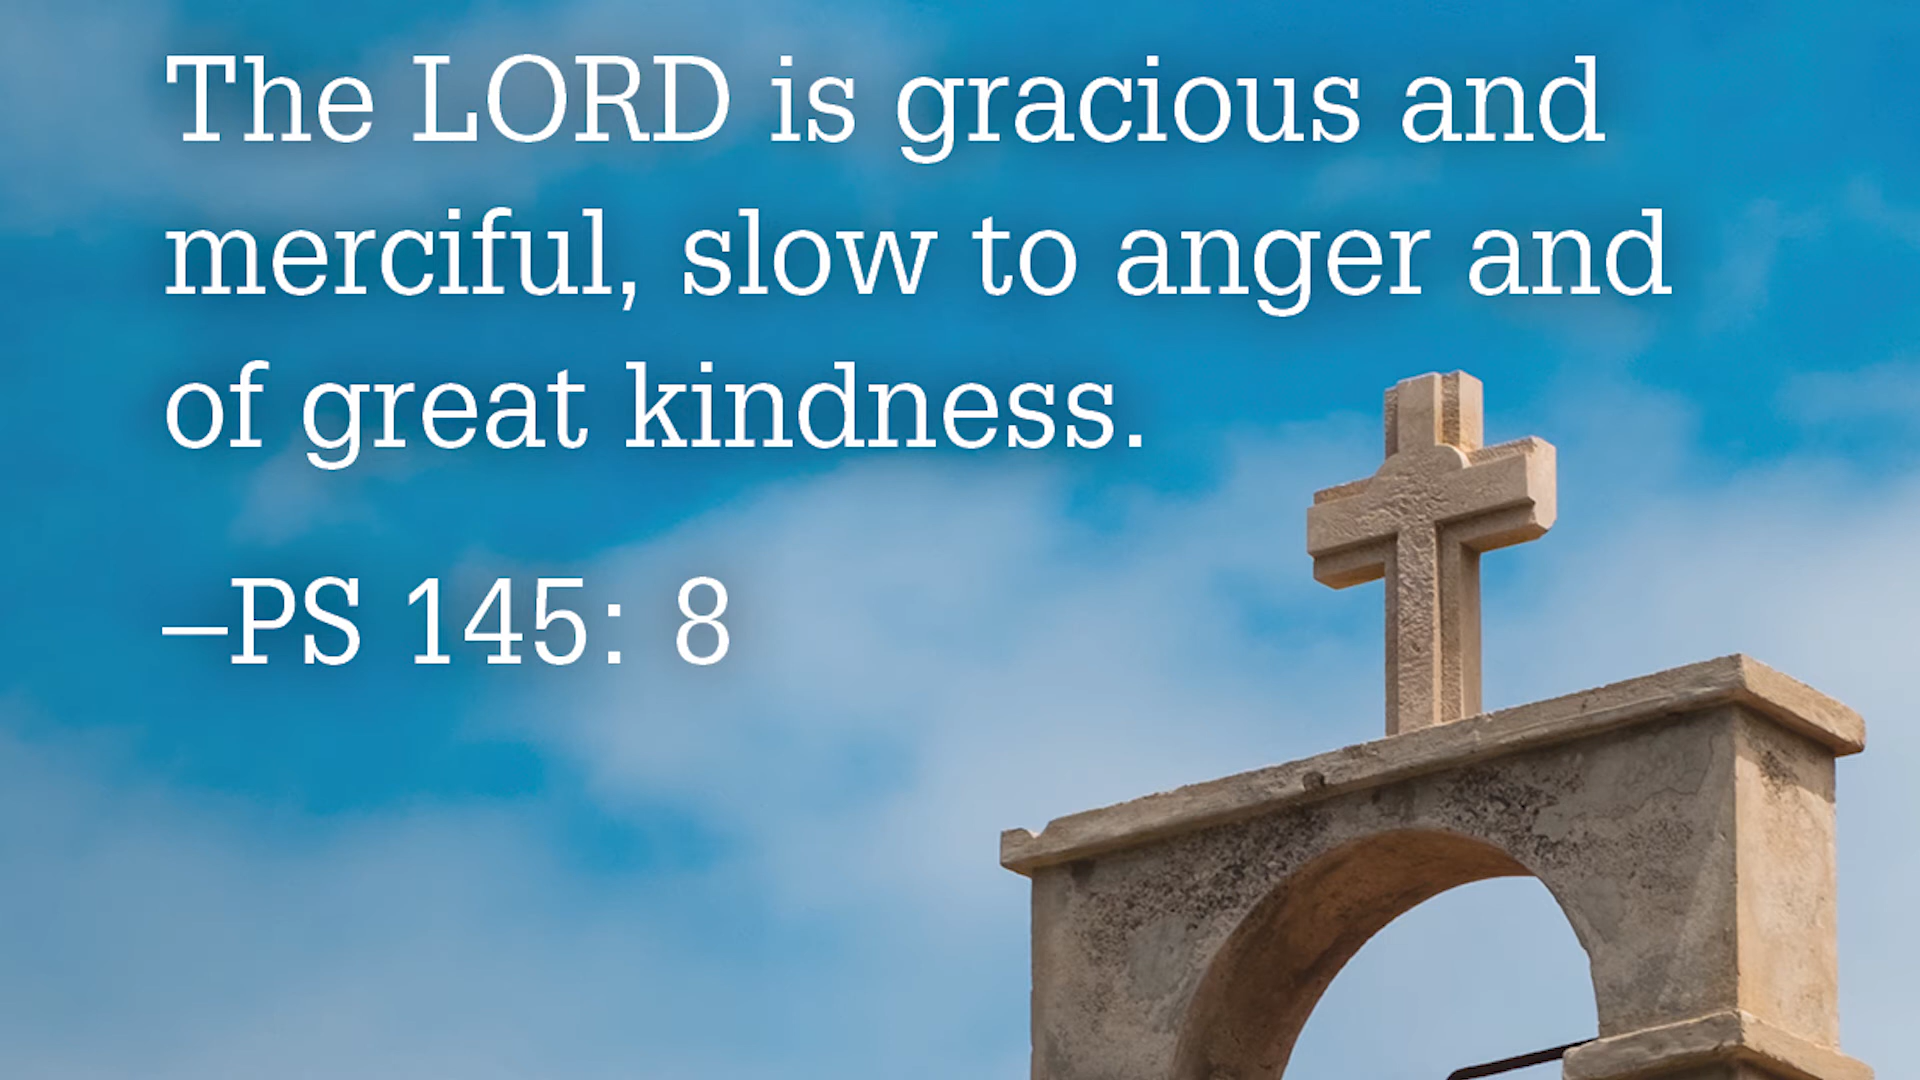 The LORD is gracious and
merciful, slow to anger and
of great kindness.
–PS 145: 8